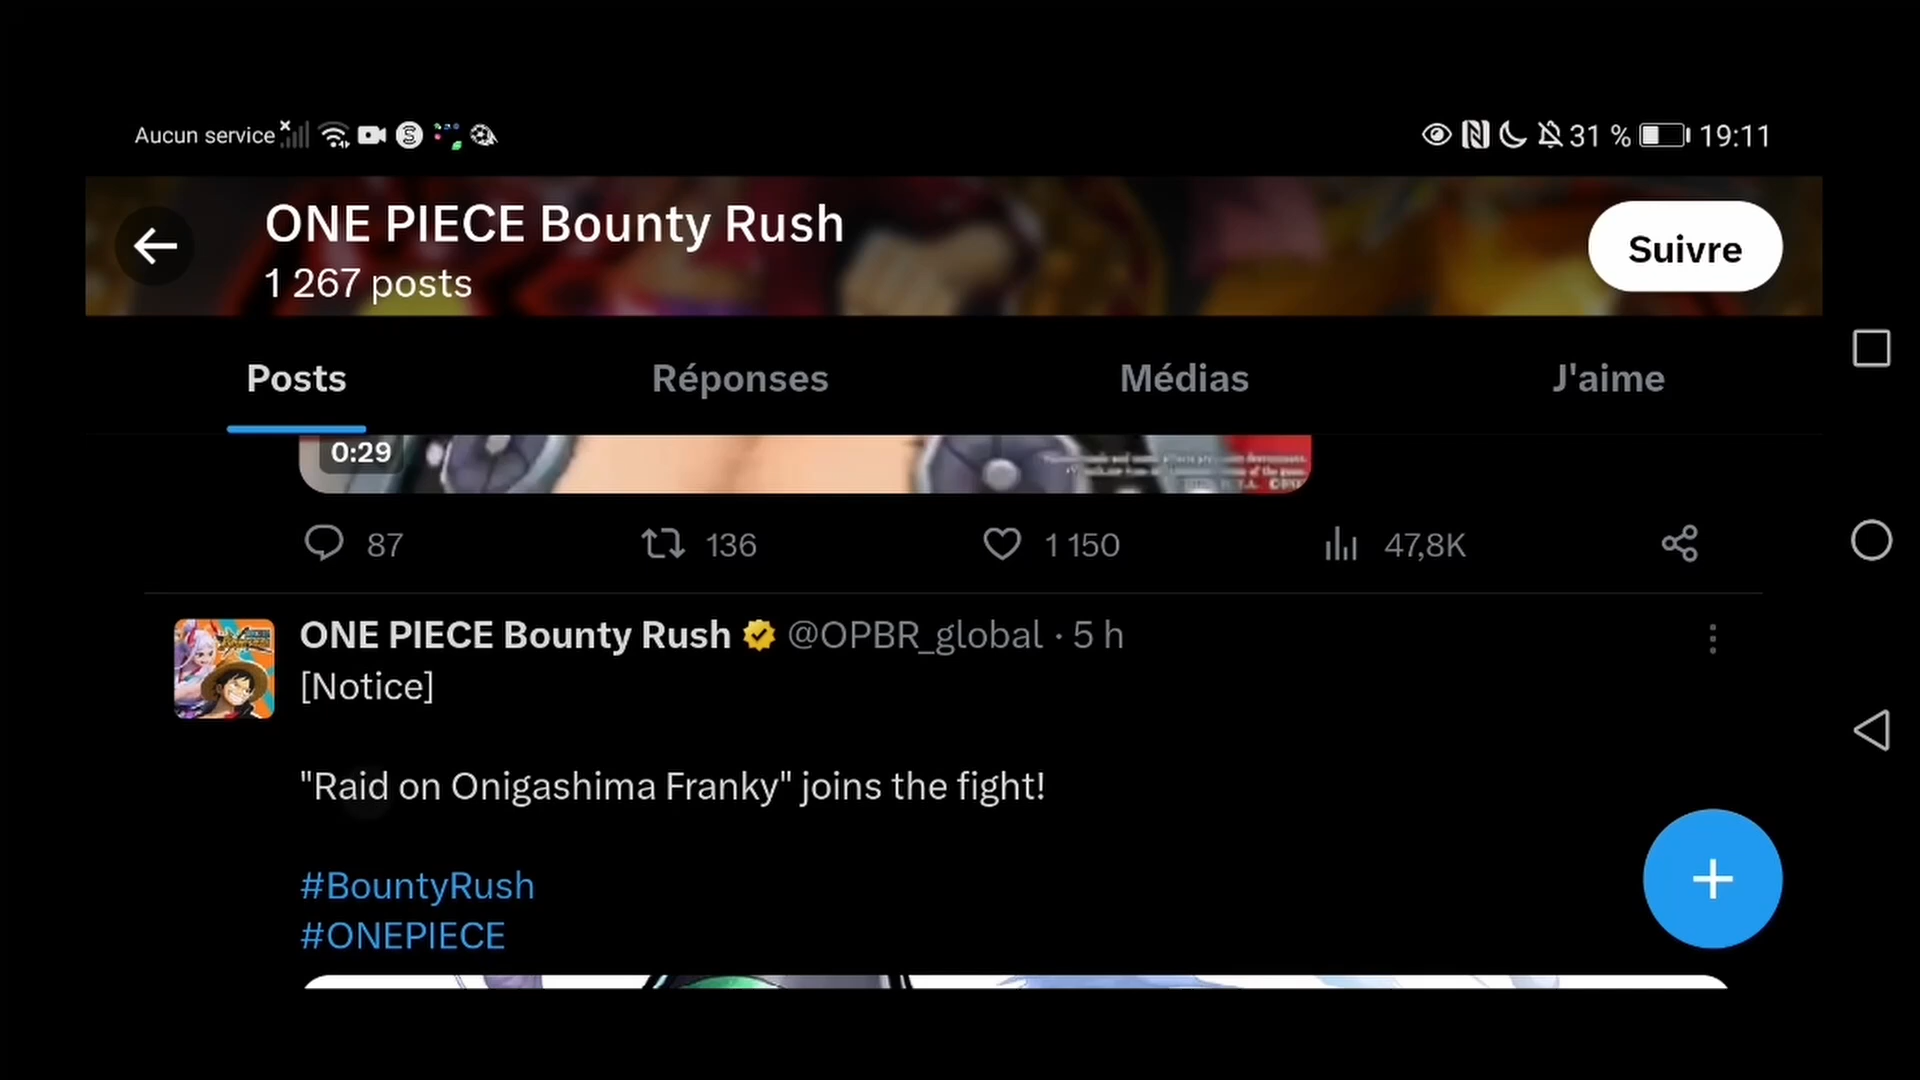 Aucun service
31 % 19:11
ONE PIECE Bounty Rush
1 267 posts
Suivre
Posts Réponses Médias J'aime
0:29
87 136 1 150 47,8K
ONE PIECE Bounty Rush @OPBR_global · 5 h
[Notice]
"Raid on Onigashima Franky" joins the fight!
#BountyRush
#ONEPIECE